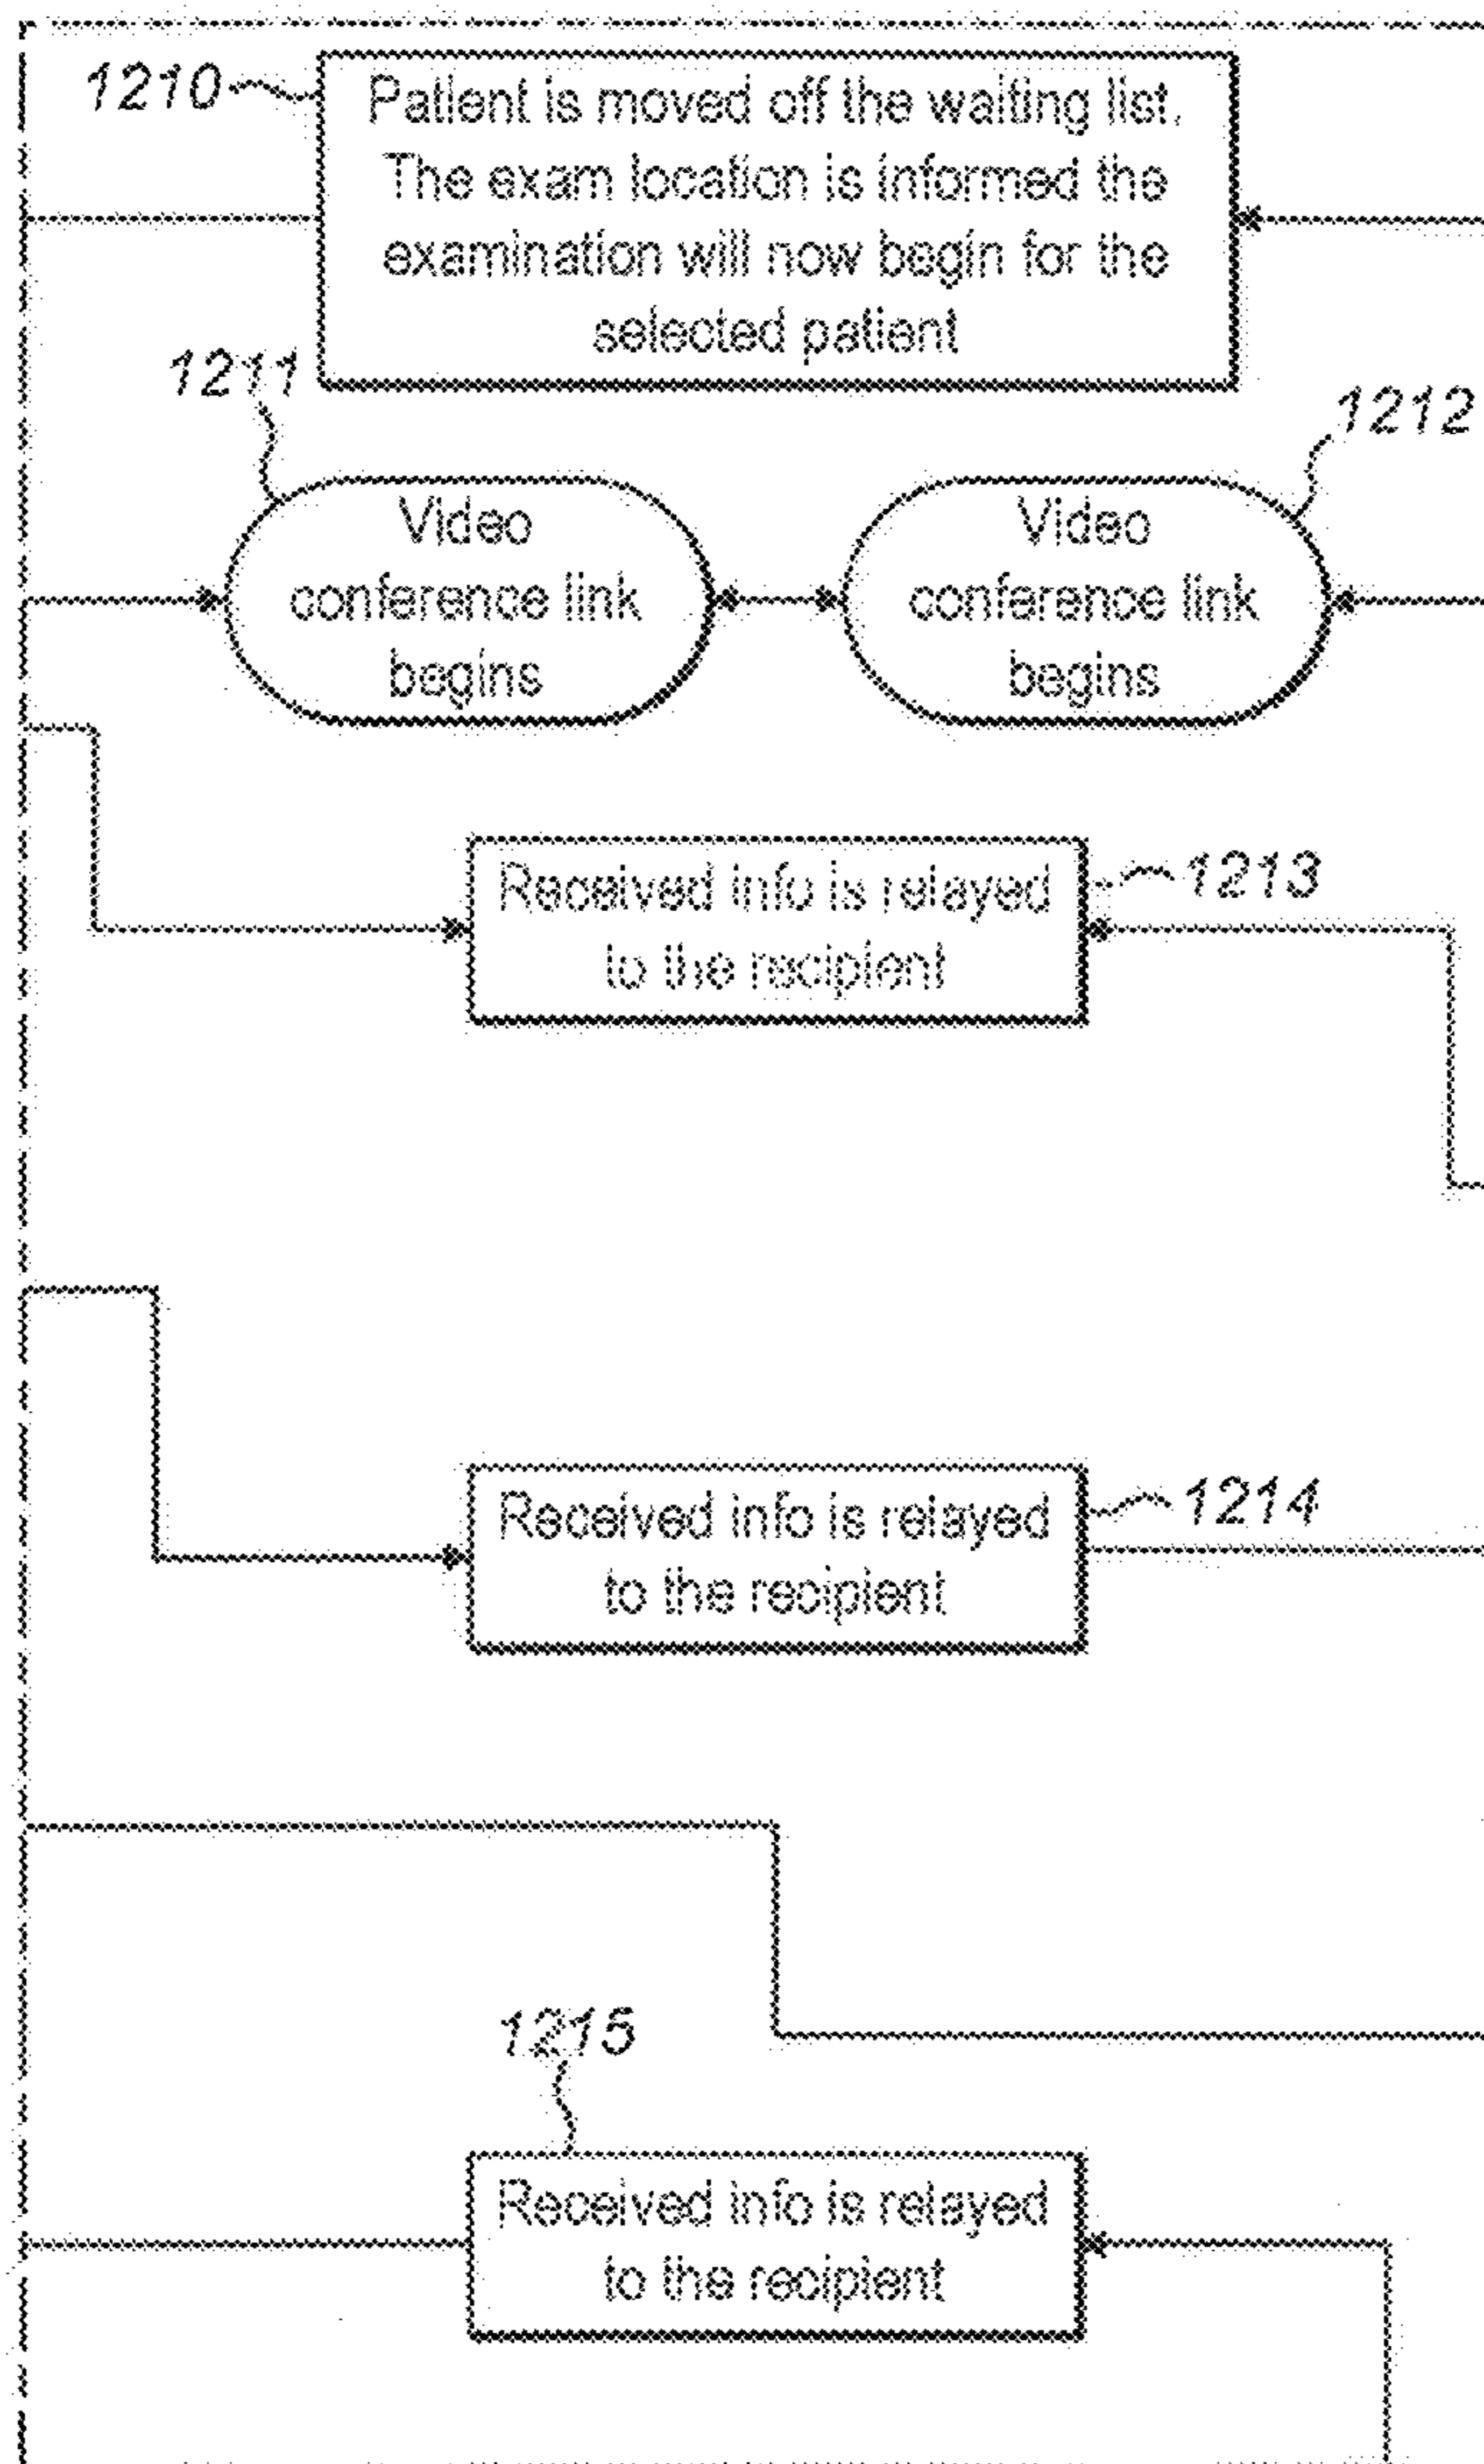 1210
Patient is moved off the waiting list.
The exam location is informed the
examination will now begin for the
selected patient
1211
1212
Video
conference link
begins
Video
conference link
begins
Received info is relayed
to the recipient
1213
Received info is relayed
to the recipient
1214
1215
Received info is relayed
to the recipient